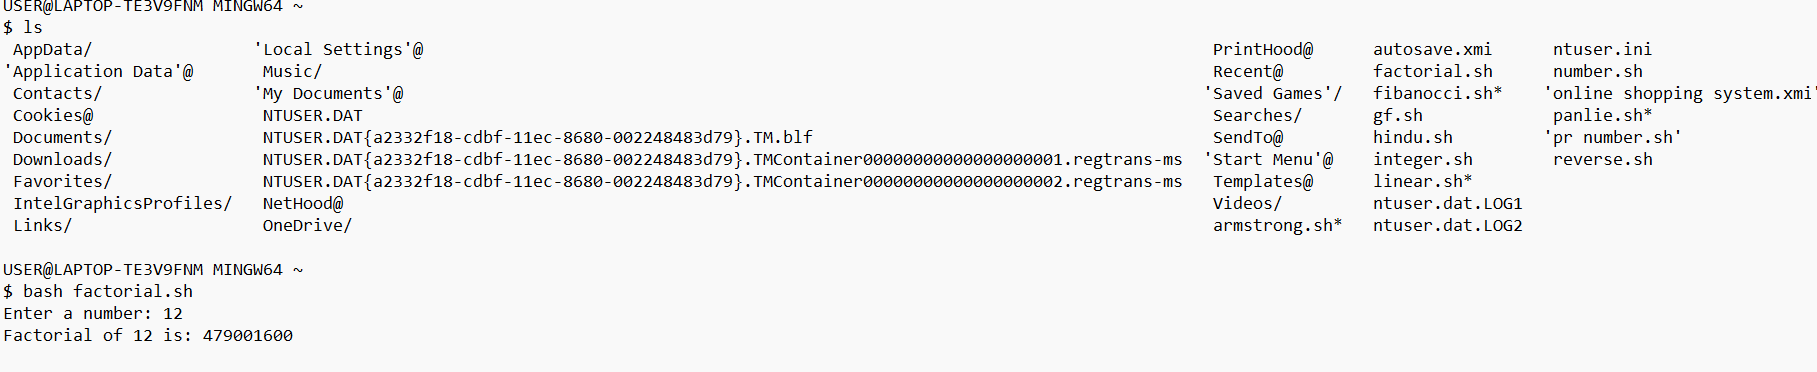 USER@LAPTOP-TE3V9FNM MINGW64 ~
$ ls
 AppData/                'Local Settings'@                                                                               PrintHood@      autosave.xmi      ntuser.ini
'Application Data'@       Music/                                                                                         Recent@         factorial.sh      number.sh
 Contacts/               'My Documents'@                                                                                'Saved Games'/   fibanocci.sh*    'online shopping system.xmi'
 Cookies@                 NTUSER.DAT                                                                                     Searches/       gf.sh             panlie.sh*
 Documents/               NTUSER.DAT{a2332f18-cdbf-11ec-8680-002248483d79}.TM.blf                                        SendTo@         hindu.sh         'pr number.sh'
 Downloads/               NTUSER.DAT{a2332f18-cdbf-11ec-8680-002248483d79}.TMContainer00000000000000000001.regtrans-ms  'Start Menu'@    integer.sh        reverse.sh
 Favorites/               NTUSER.DAT{a2332f18-cdbf-11ec-8680-002248483d79}.TMContainer00000000000000000002.regtrans-ms   Templates@      linear.sh*
 IntelGraphicsProfiles/   NetHood@                                                                                       Videos/         ntuser.dat.LOG1
 Links/                   OneDrive/                                                                                      armstrong.sh*   ntuser.dat.LOG2
USER@LAPTOP-TE3V9FNM MINGW64 ~
$ bash factorial.sh
Enter a number: 12
Factorial of 12 is: 479001600